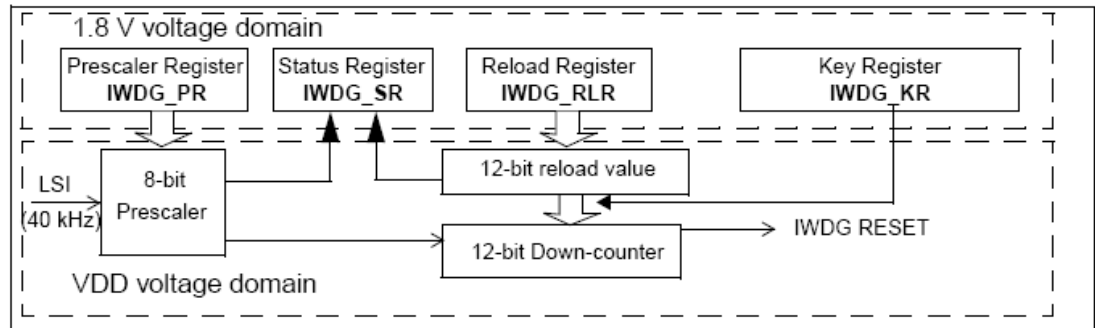 1.8 V voltage domain
Prescaler Register
IWDG_PR
Status Register
IWDG_SR
Reload Register
IWDG_RLR
Key Register
IWDG_KR
LSI
(40 kHz)
8-bit
Prescaler
12-bit reload value
12-bit Down-counter
IWDG RESET
VDD voltage domain